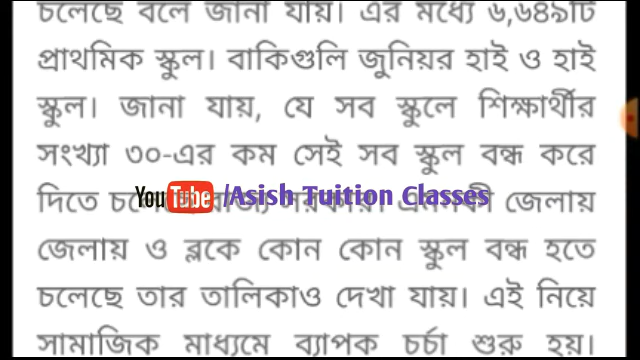 চলেছে বলে জানা যায়। এর মধ্যে ৬,৬৪৯টি
প্রাথমিক স্কুল। বাকিগুলি জুনিয়র হাই ও হাই
স্কুল। জানা যায়, যে সব স্কুলে শিক্ষার্থীর
সংখ্যা ৩০-এর কম সেই সব স্কুল বন্ধ করে
দিতে
YouTube /Asish Tuition Classes
জেলায়
জেলায় ও ব্লকে কোন কোন স্কুল বন্ধ হতে
চলেছে তার তালিকাও দেখা যায়। এই নিয়ে
সামাজিক মাধ্যমে ব্যাপক চর্চা শুরু হয়।